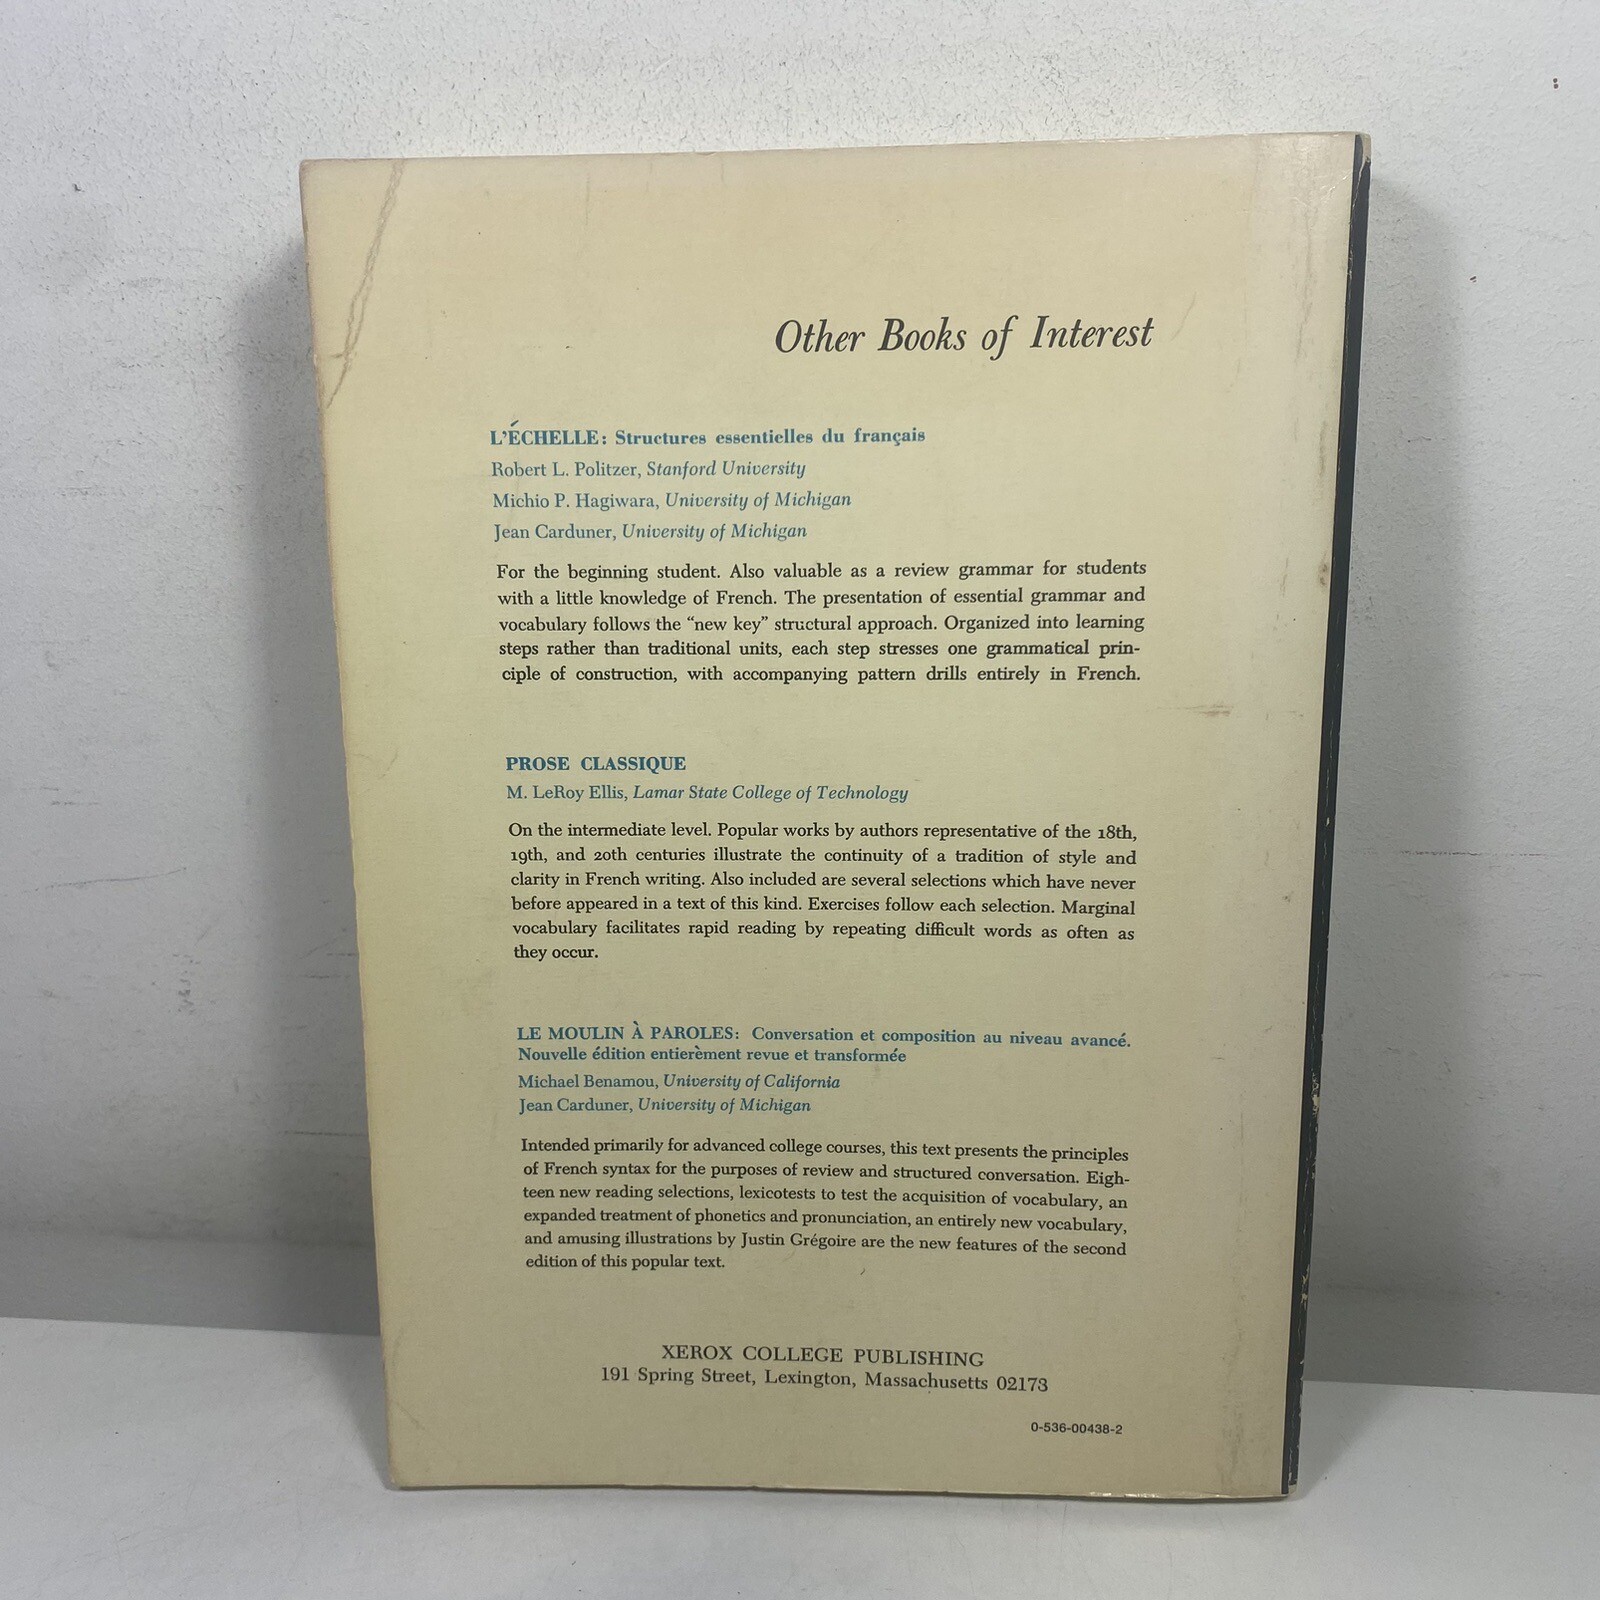 Other Books of Interest
L'ÉCHELLE: Structures essentielles du français
Robert L. Politzer, Stanford University
Michio P. Hagiwara, University of Michigan
Jean Carduner, University of Michigan
For the beginning student. Also valuable as a review grammar for students
with a little knowledge of French. The presentation of essential grammar and
vocabulary follows the “new key” structural approach. Organized into learning
steps rather than traditional units, each step stresses one grammatical prin-
ciple of construction, with accompanying pattern drills entirely in French.
PROSE CLASSIQUE
M. LeRoy Ellis, Lamar State College of Technology
On the intermediate level. Popular works by authors representative of the 18th,
19th, and 20th centuries illustrate the continuity of a tradition of style and
clarity in French writing. Also included are several selections which have never
before appeared in a text of this kind. Exercises follow each selection. Marginal
vocabulary facilitates rapid reading by repeating difficult words as often as
they occur.
LE MOULIN À PAROLES: Conversation et composition au niveau avancé.
Nouvelle édition entierèment revue et transformée
Michael Benamou, University of California
Jean Carduner, University of Michigan
Intended primarily for advanced college courses, this text presents the principles
of French syntax for the purposes of review and structured conversation. Eigh-
teen new reading selections, lexicotests to test the acquisition of vocabulary, an
expanded treatment of phonetics and pronunciation, an entirely new vocabulary,
and amusing illustrations by Justin Grégoire are the new features of the second
edition of this popular text.
XEROX COLLEGE PUBLISHING
191 Spring Street, Lexington, Massachusetts 02173
0-536-00438-2